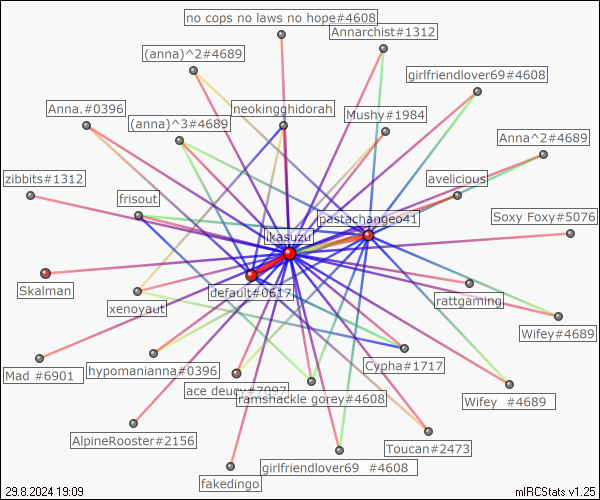 no cops no laws no hope#4608
Annarchist#1312
(anna)^2#4689
girlfriendlover69#4608
Anna.#0396
neokingghidorah
(anna)^3#4689
Mushy#1984
Anna^2#4689
zibbits#1312
avelicious
frisout
pastachangeo41
Soxy Foxy#5076
ikasuzu
Skalman
default#0617
rattgaming
xenoyaut
Wifey#4689
Cypha#1717
Mad #6901
hypomanianna#0396
ace deucy#7997
ramshackle gorey#4608
Wifey #4689
AlpineRooster#2156
Toucan#2473
girlfriendlover69 #4608
fakedingo
29.8.2024 19:09
mIRCStats v1.25